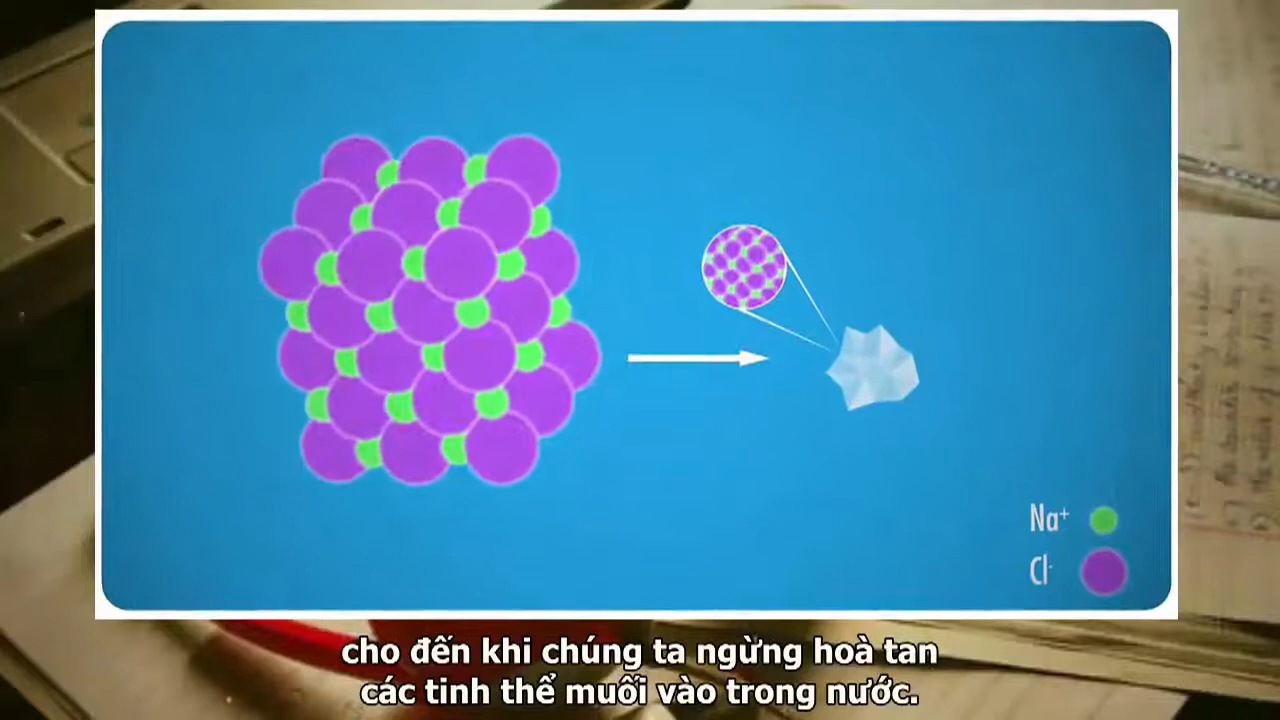 Na⁺
Cl⁻
cho đến khi chúng ta ngừng hoà tan
các tinh thể muối vào trong nước.